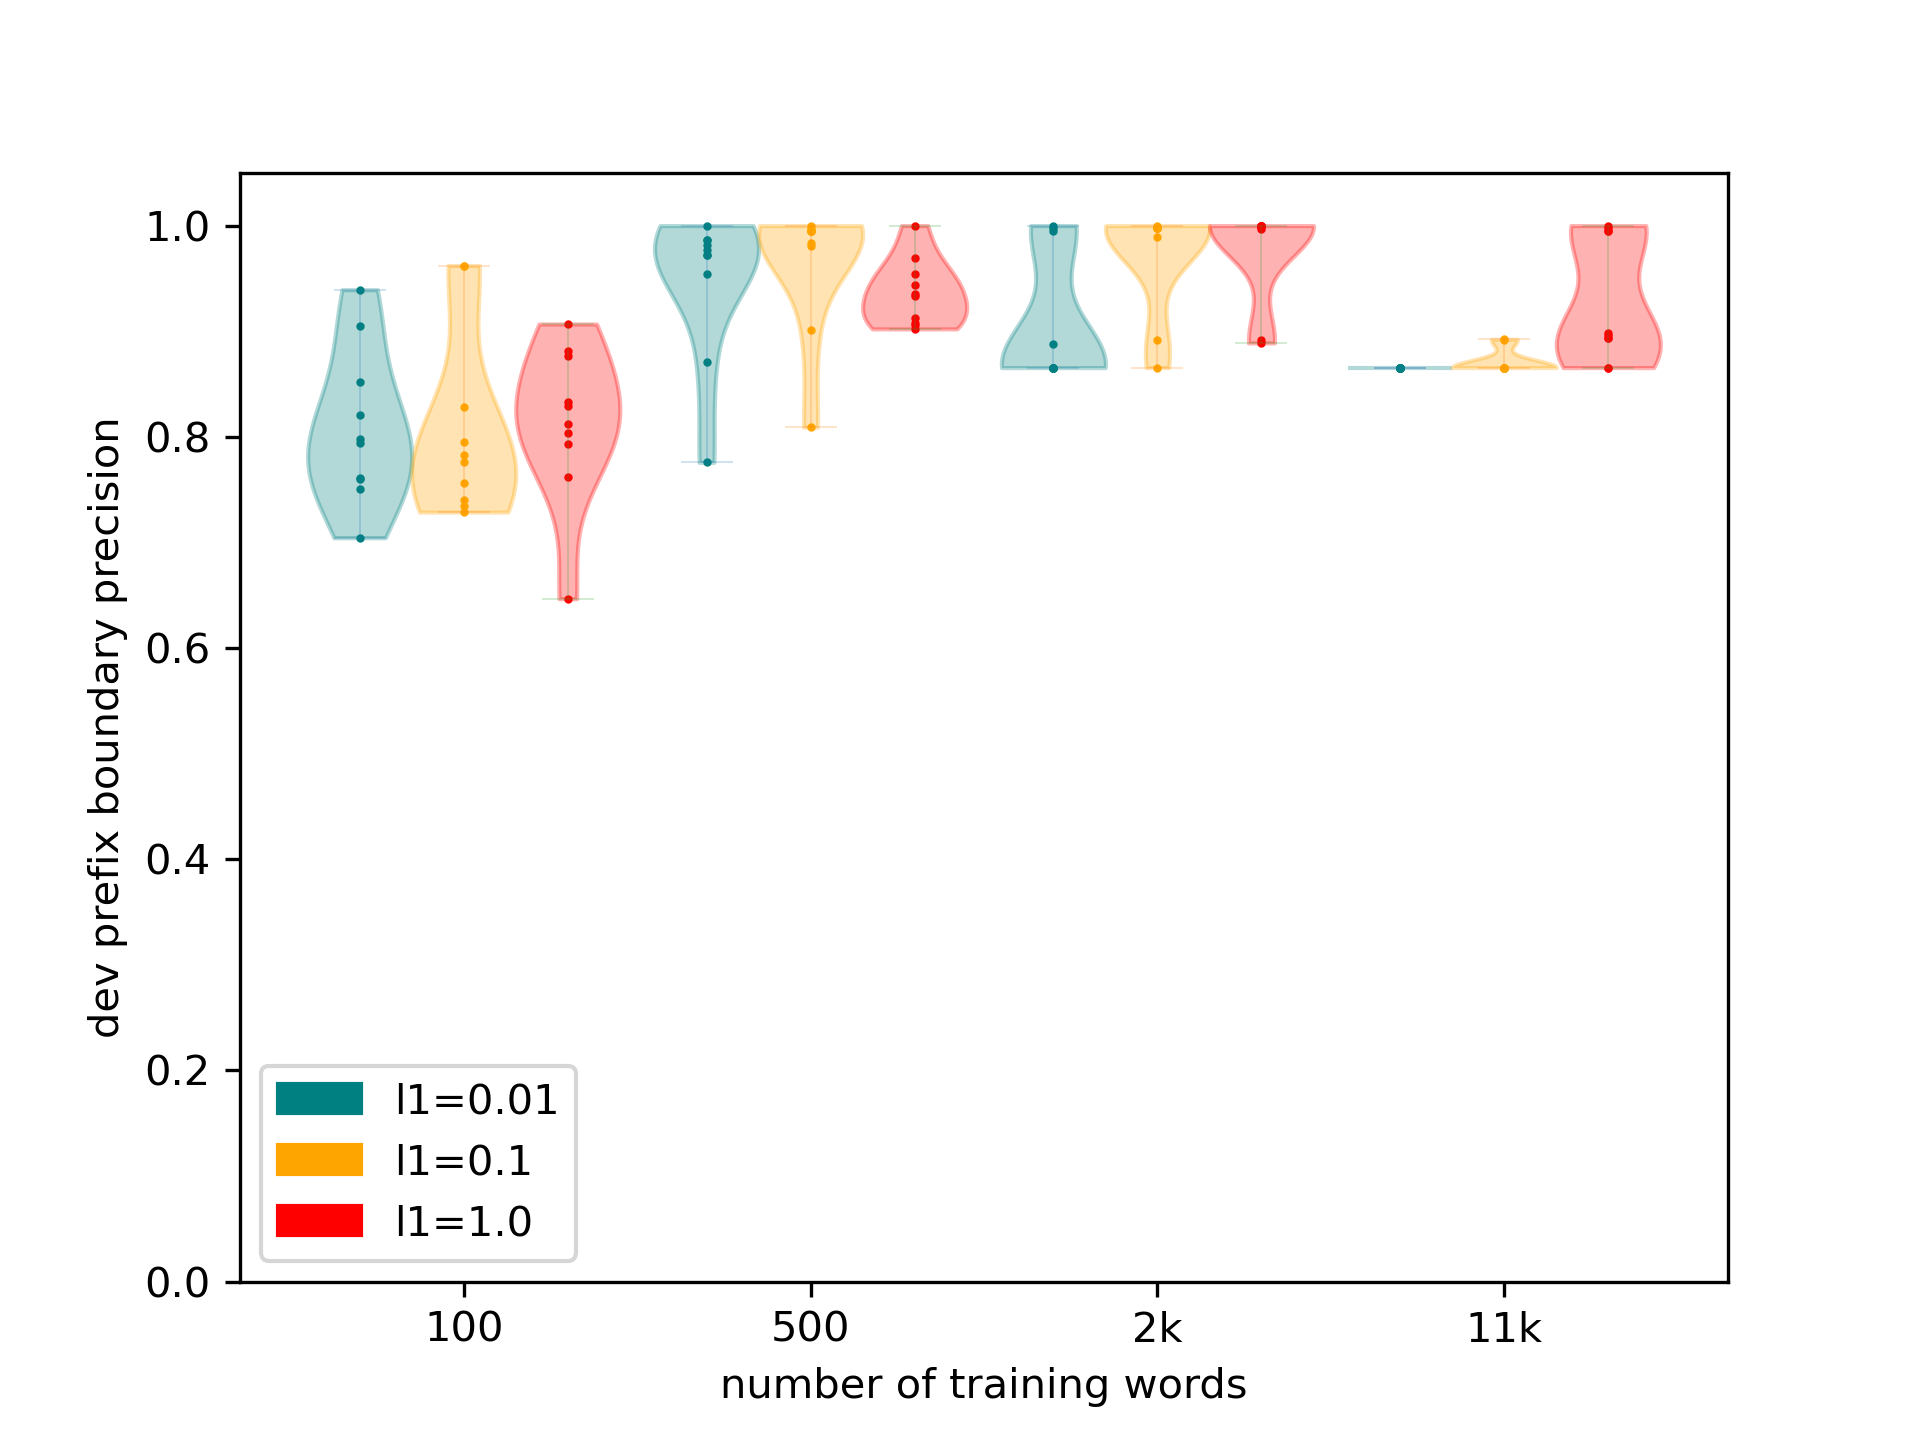 1.0
0.8
0.6
0.4
0.2
0.0
dev prefix boundary precision
l1=0.01
l1=0.1
l1=1.0
100 500 2k 11k
number of training words